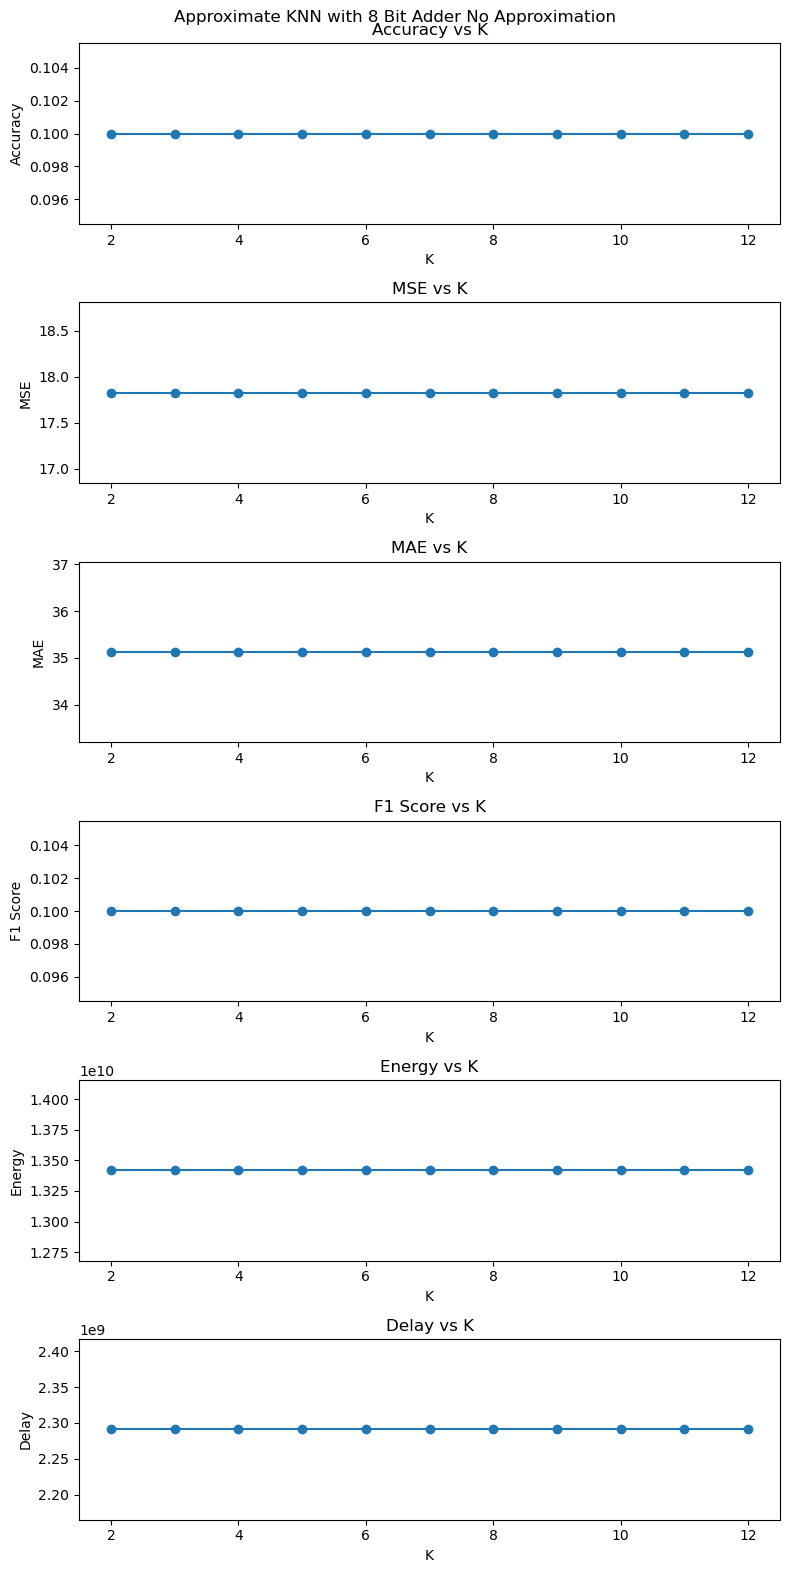 Approximate KNN with 8 Bit Adder No Approximation
Accuracy vs K
0.104
0.102
0.100
0.098
0.096
Accuracy
2 4 6 8 10 12
K
MSE vs K
18.5
18.0
17.5
17.0
MSE
2 4 6 8 10 12
K
MAE vs K
37
36
35
34
MAE
2 4 6 8 10 12
K
F1 Score vs K
0.104
0.102
0.100
0.098
0.096
F1 Score
2 4 6 8 10 12
K
Energy vs K
1e10
1.400
1.375
1.350
1.325
1.300
1.275
Energy
2 4 6 8 10 12
K
Delay vs K
1e9
2.40
2.35
2.30
2.25
2.20
Delay
2 4 6 8 10 12
K